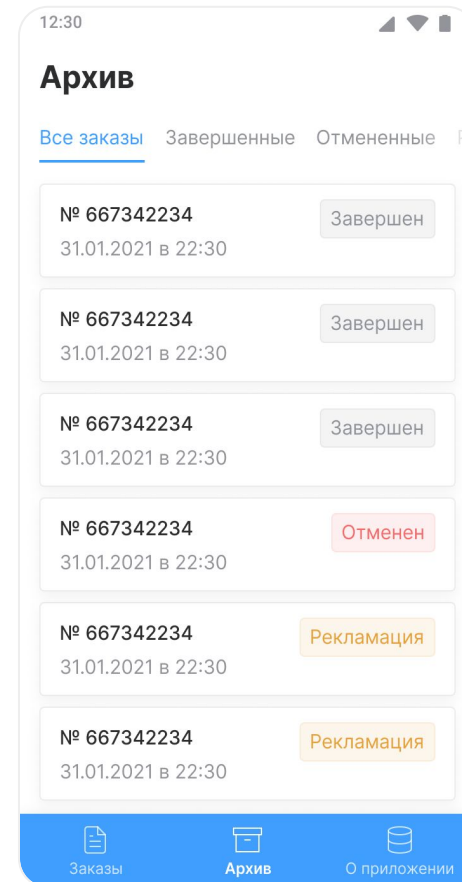 12:30
Архив
Все заказы Завершенные Отмененные
№ 667342234 Завершен
31.01.2021 в 22:30
№ 667342234 Завершен
31.01.2021 в 22:30
№ 667342234 Завершен
31.01.2021 в 22:30
№ 667342234 Отменен
31.01.2021 в 22:30
№ 667342234 Рекламация
31.01.2021 в 22:30
№ 667342234 Рекламация
31.01.2021 в 22:30
Заказы Архив О приложении